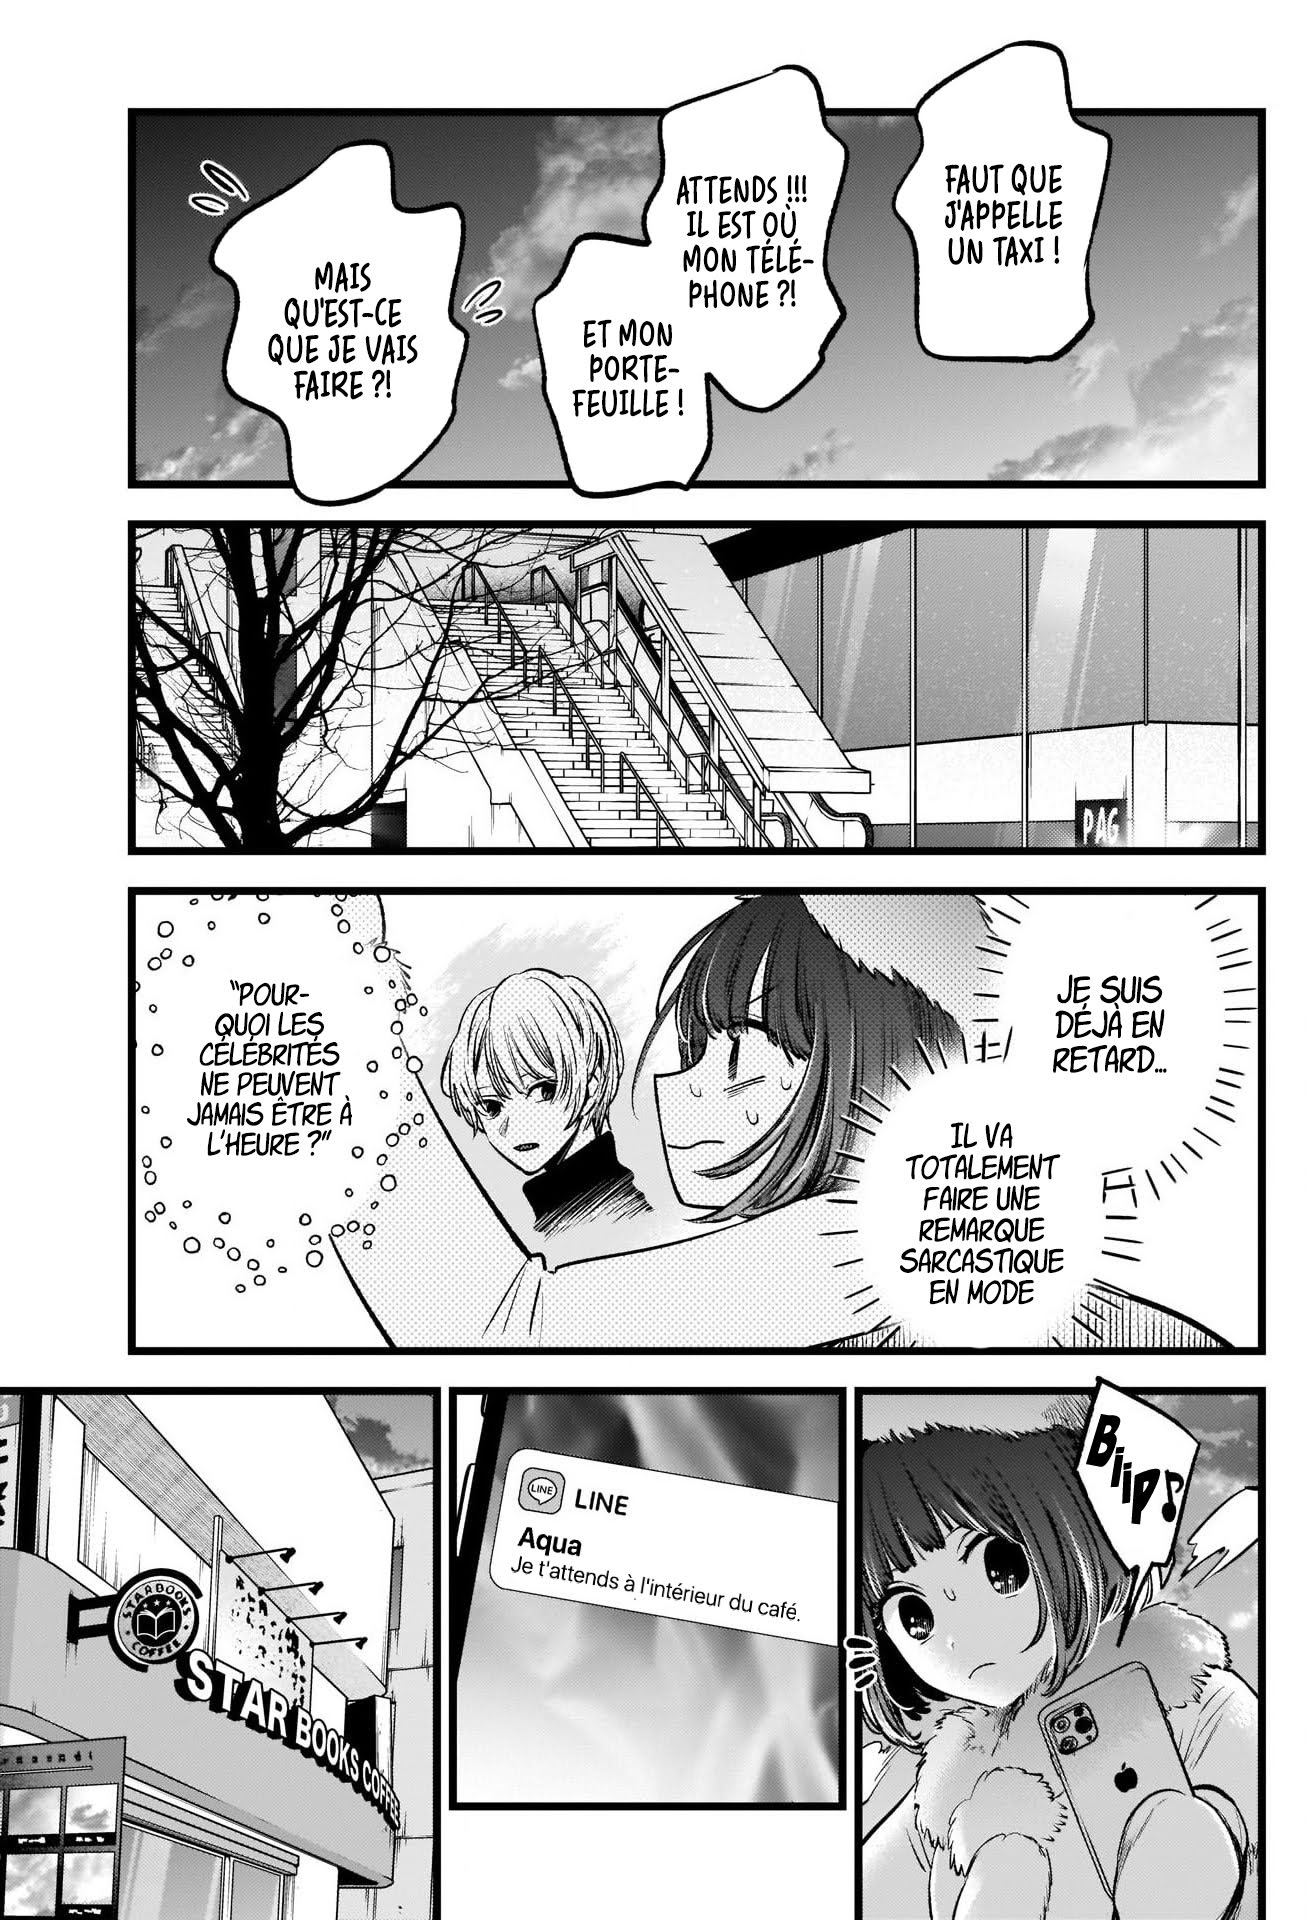 FAUT QUE
J'APPELLE
UN TAXI !
ATTENDS !!!
IL EST OÙ
MON TÉLÉ-
PHONE ?!
ET MON
PORTE-
FEUILLE !
MAIS
QU'EST-CE
QUE JE VAIS
FAIRE ?!
PAG
JE SUIS
DÉJÀ EN
RETARD...
IL VA
TOTALEMENT
FAIRE UNE
REMARQUE
SARCASTIQUE
EN MODE
“POUR-
QUOI LES
CÉLÉBRITÉS
NE PEUVENT
JAMAIS ÊTRE À
L'HEURE ?”
BiiiP♪
LINE
LINE
Aqua
Je t'attends à l'intérieur du café.
STARBOOKS
COFFEE
STAR BOOKS COFFEE